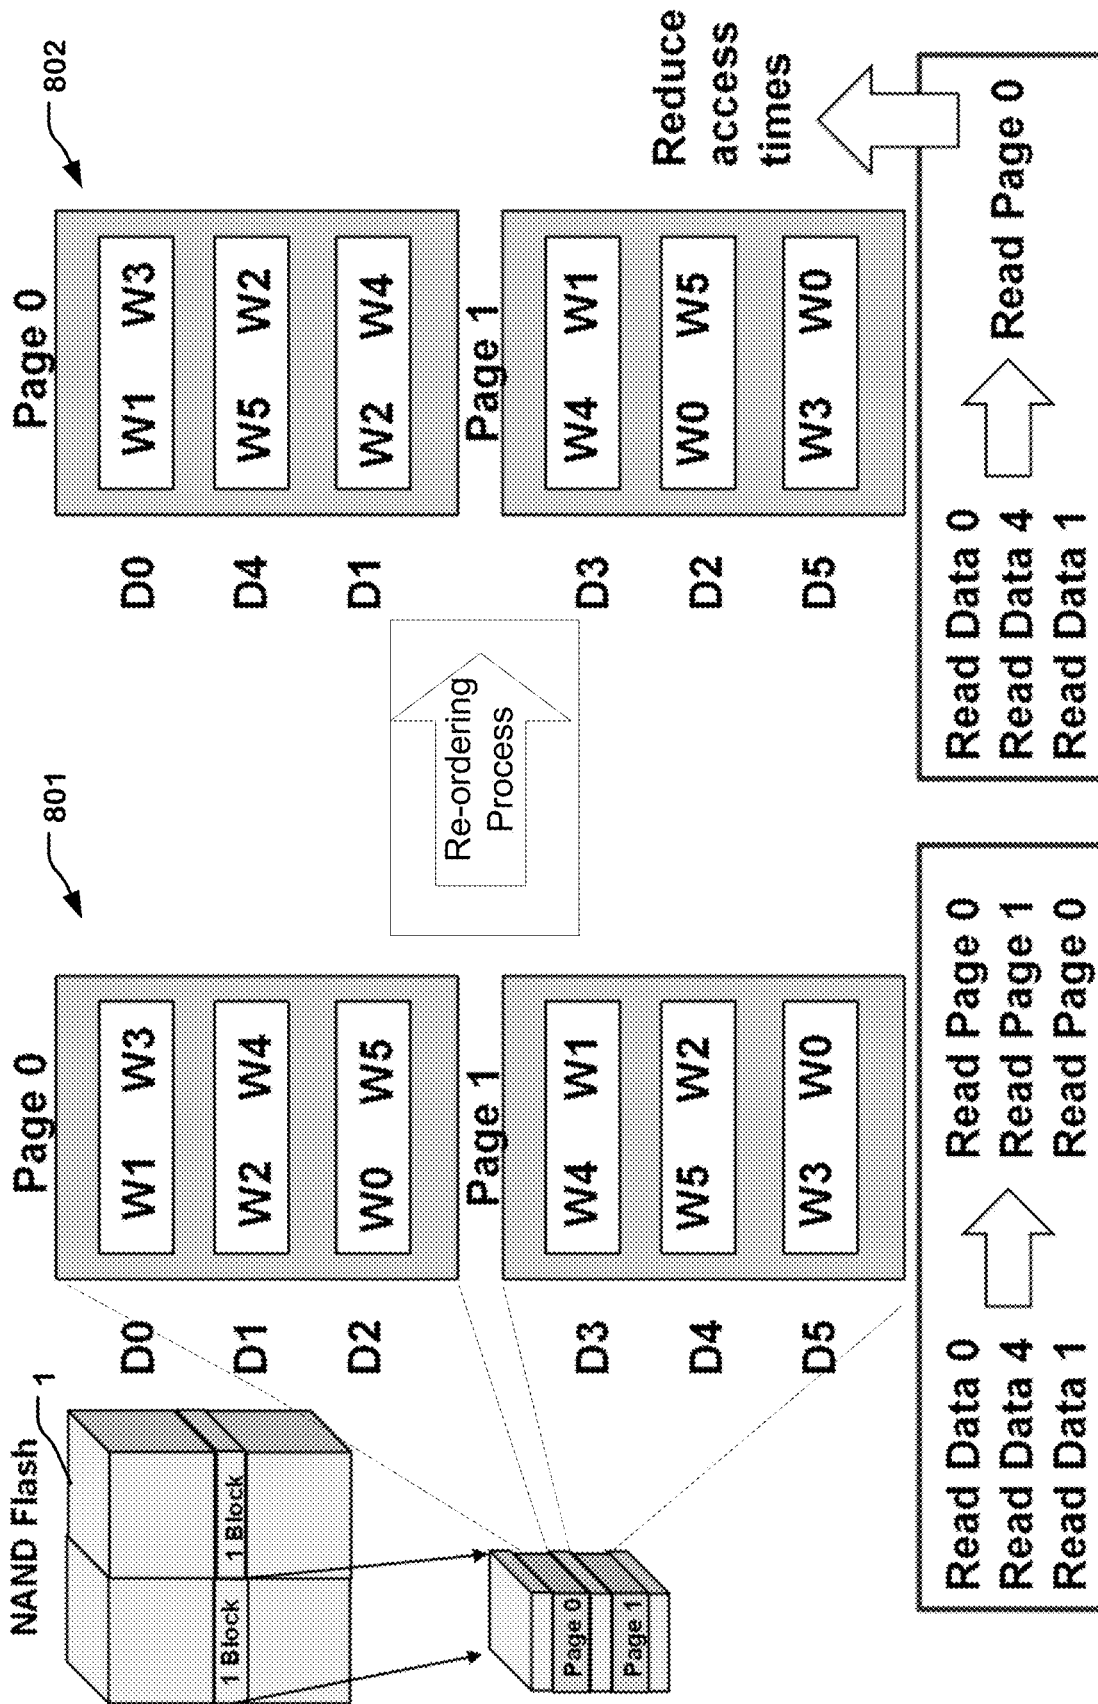 NAND Flash
1
1 Block
1 Block
Page 0
Page 1
801
Page 0
D0
W1 W3
D1
W2 W4
D2
W0 W5
Page 1
D3
W4 W1
D4
W5 W2
D5
W3 W0
Re-ordering
Process
802
Page 0
D0
W1 W3
D4
W5 W2
D1
W2 W4
Page 1
D3
W4 W1
D2
W0 W5
D5
W3 W0
Read Data 0
Read Data 4
Read Data 1
Read Page 0
Read Page 1
Read Page 0
Read Data 0
Read Data 4
Read Data 1
Read Page 0
Reduce
access
times